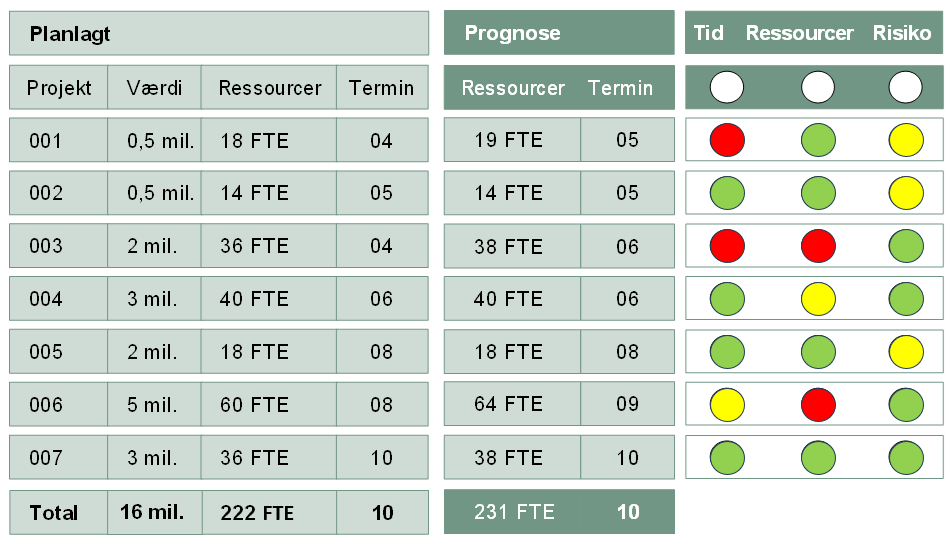 Planlagt Prognose Tid Ressourcer Risiko
Projekt Værdi Ressourcer Termin Ressourcer Termin
001 0,5 mil. 18 FTE 04 19 FTE 05
002 0,5 mil. 14 FTE 05 14 FTE 05
003 2 mil. 36 FTE 04 38 FTE 06
004 3 mil. 40 FTE 06 40 FTE 06
005 2 mil. 18 FTE 08 18 FTE 08
006 5 mil. 60 FTE 08 64 FTE 09
007 3 mil. 36 FTE 10 38 FTE 10
Total 16 mil. 222 FTE 10 231 FTE 10